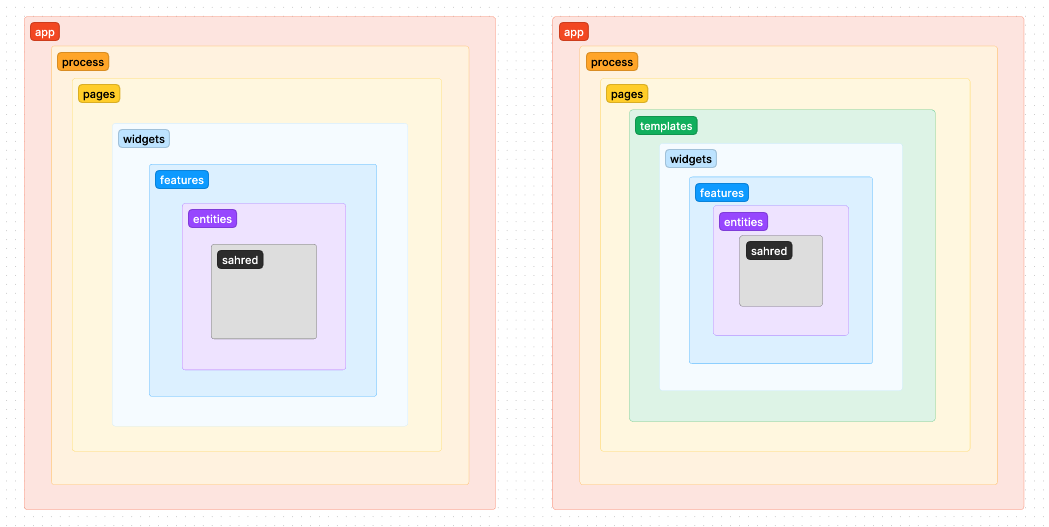 app
process
pages
widgets
features
entities
sahred
app
process
pages
templates
widgets
features
entities
sahred